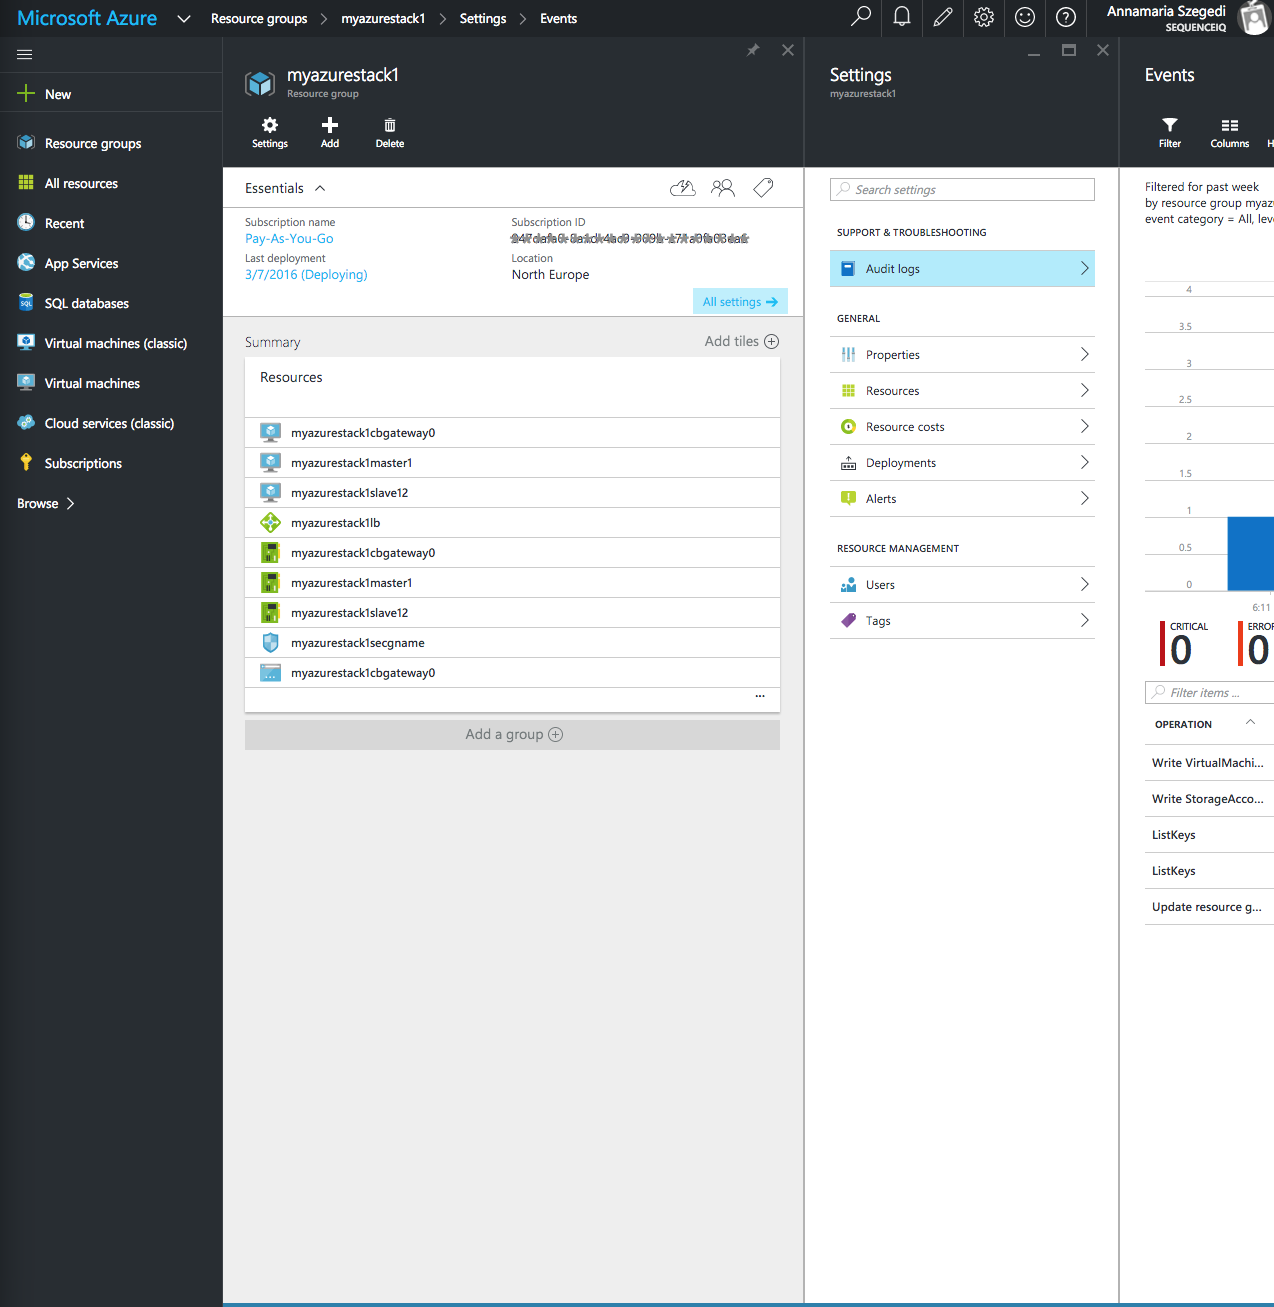 Microsoft Azure
Resource groups
myazurestack1
Settings
Events
Annamaria Szegedi
SEQUENCEIQ
New
Resource groups
All resources
Recent
App Services
SQL databases
Virtual machines (classic)
Virtual machines
Cloud services (classic)
Subscriptions
Browse
myazurestack1
Resource group
Settings
Add
Delete
Essentials
Subscription name
Pay-As-You-Go
Last deployment
3/7/2016 (Deploying)
Subscription ID
Location
North Europe
All settings
Summary
Add tiles
Resources
myazurestack1cbgateway0
myazurestack1master1
myazurestack1slave12
myazurestack1lb
myazurestack1cbgateway0
myazurestack1master1
myazurestack1slave12
myazurestack1secgname
myazurestack1cbgateway0
...
Add a group
Settings
myazurestack1
Search settings
SUPPORT & TROUBLESHOOTING
Audit logs
GENERAL
Properties
Resources
Resource costs
Deployments
Alerts
RESOURCE MANAGEMENT
Users
Tags
Events
Filter
Columns
H
Filtered for past week
by resource group myaz
event category = All, lev
4
3.5
3
2.5
2
1.5
1
0.5
0
6:11
CRITICAL
0
ERROR
0
Filter items ...
OPERATION
Write VirtualMachi...
Write StorageAcco...
ListKeys
ListKeys
Update resource g...